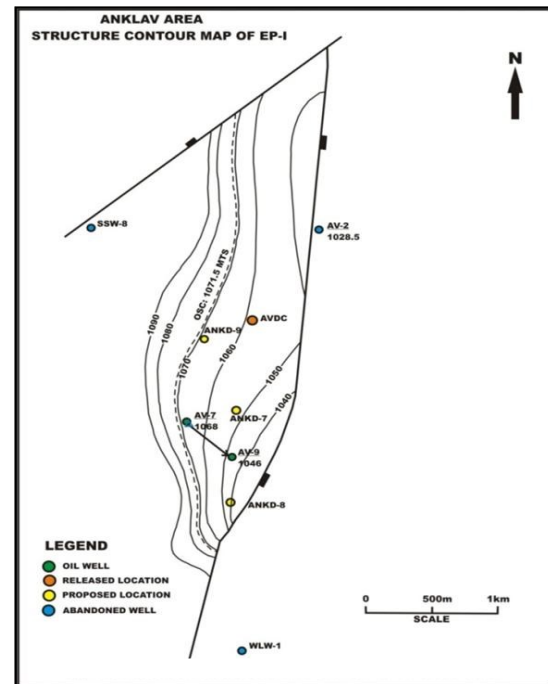 ANKLAV AREA
STRUCTURE CONTOUR MAP OF EP-I
N
SSW-8
AV-2
1028.5
OSC: 1071.5 MTS
1090
1080
1070
1060
1050
1040
AVDC
ANKD-9
ANKD-7
AV-7
1068
AV-9
1046
ANKD-8
LEGEND
OIL WELL
RELEASED LOCATION
PROPOSED LOCATION
ABANDONED WELL
0 500m 1km
SCALE
WLW-1